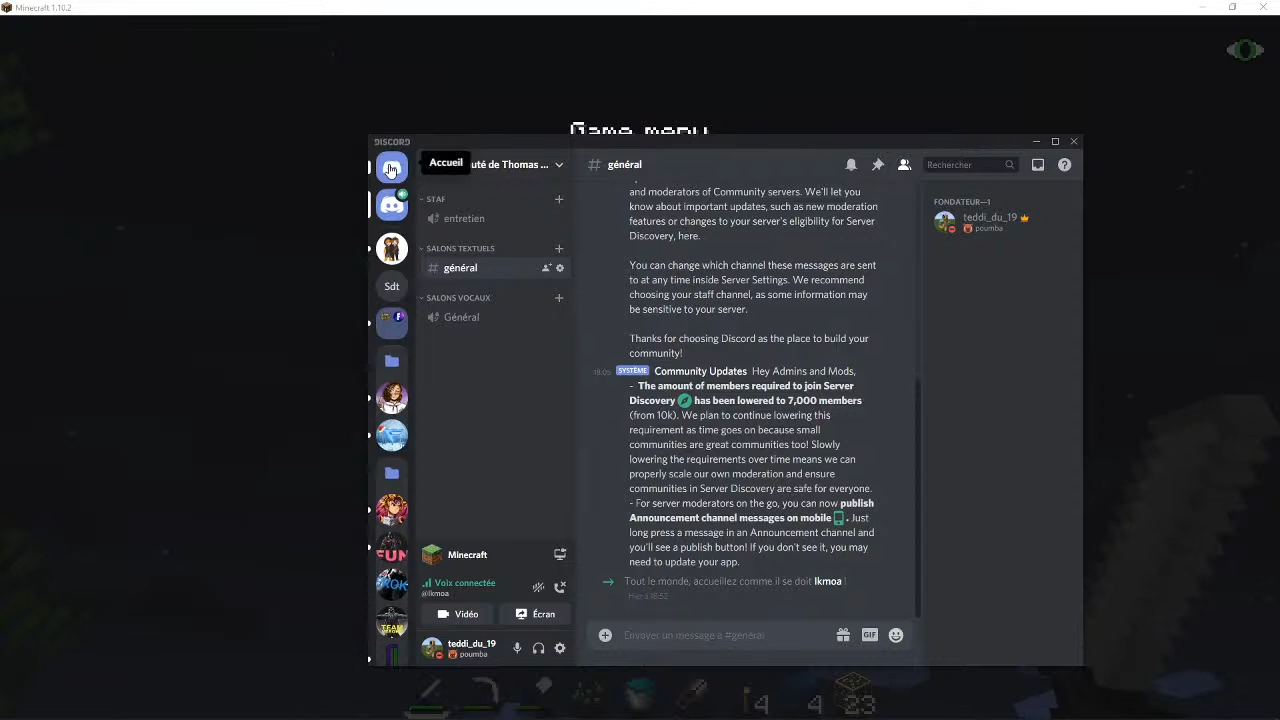 Minecraft 1.10.2
Game menu
DISCORD
Accueil
uté de Thomas ...
général
Rechercher
STAF
entretien
SALONS TEXTUELS
général
SALONS VOCAUX
Général
Sdt
and moderators of Community servers. We'll let you
know about important updates, such as new moderation
features or changes to your server's eligibility for Server
Discovery, here.
You can change which channel these messages are sent
to at any time inside Server Settings. We recommend
choosing your staff channel, as some information may
be sensitive to your server.
Thanks for choosing Discord as the place to build your
community!
18:05 SYSTÈME Community Updates Hey Admins and Mods,
- The amount of members required to join Server
Discovery has been lowered to 7,000 members
(from 10k). We plan to continue lowering this
requirement as time goes on because small
communities are great communities too! Slowly
lowering the requirements over time means we can
properly scale our own moderation and ensure
communities in Server Discovery are safe for everyone.
- For server moderators on the go, you can now publish
Announcement channel messages on mobile . Just
long press a message in an Announcement channel and
you'll see a publish button! If you don't see it, you may
need to update your app.
Tout le monde, accueillez comme il se doit lkmoa !
Hier à 18:52
Envoyer un message à #général
GIF
FONDATEUR—1
teddi_du_19
poumba
FUN
KOK
TEAM
Minecraft
Voix connectée
@lkmoa
Vidéo
Écran
teddi_du_19
poumba
4
4
23